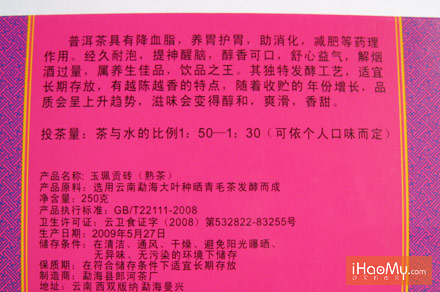 普洱茶具有降血脂，养胃护胃，助消化，减肥等药理
作用。经久耐泡，提神醒脑，醇香可口，舒心益气，解烟
酒过量，属养生佳品，饮品之王。其独特发酵工艺，适宜
长期存放，有越陈越香的特点，随着收贮的 年份增长，品
质会呈上升趋势，滋味会变得醇和，爽滑，香甜。
投茶量：茶与水的比例1：50—1：30（可依个人口味而定）
产品名称：玉珮贡砖（熟茶）
产品原料：选用云南勐海大叶种晒青毛茶发酵而成
净含量：250克
产品执行标准：GB/T22111-2008
卫生许可证：云卫食证字（2008）第532822-83255号
生产日期：2009年5月27日
储存条件：在清洁、通风、干燥、避免阳光曝晒、
无异味、无污染的环境下储存
保质期：在符合储存条件下适宜长期存放
制造商：勐海县郎河茶厂
地址：云南 西双版纳 勐海曼兴
iHaoMu.com